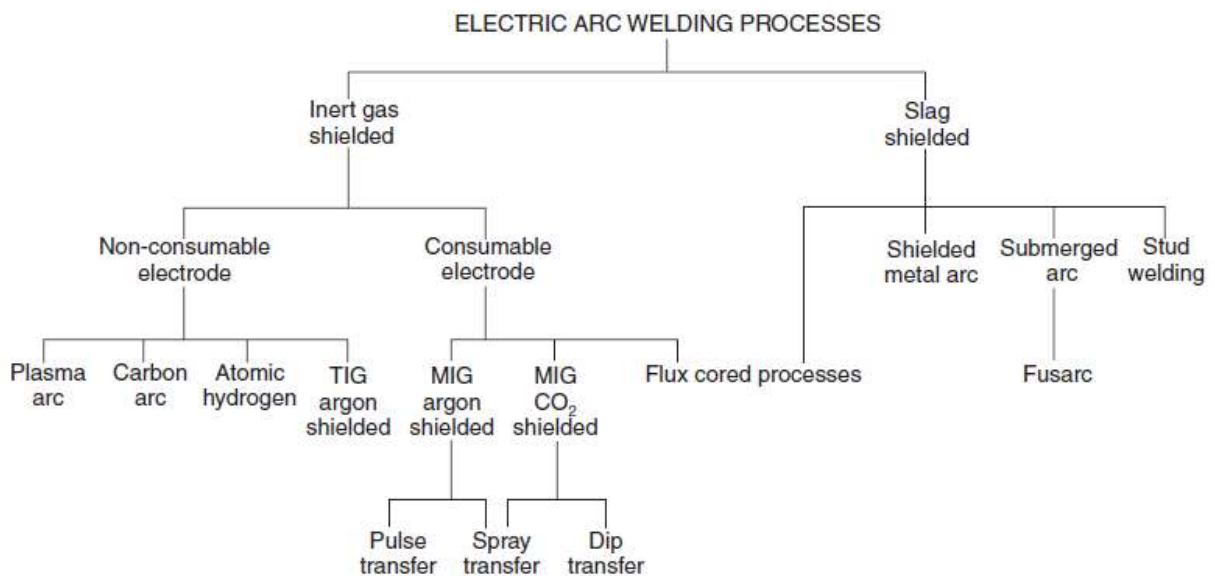 ELECTRIC ARC WELDING PROCESSES
Inert gas
shielded
Slag
shielded
Non-consumable
electrode
Consumable
electrode
Shielded
metal arc
Submerged
arc
Stud
welding
Plasma
arc
Carbon
arc
Atomic
hydrogen
TIG
argon
shielded
MIG
argon
shielded
MIG
CO₂
shielded
Flux cored processes
Fusarc
Pulse
transfer
Spray
transfer
Dip
transfer